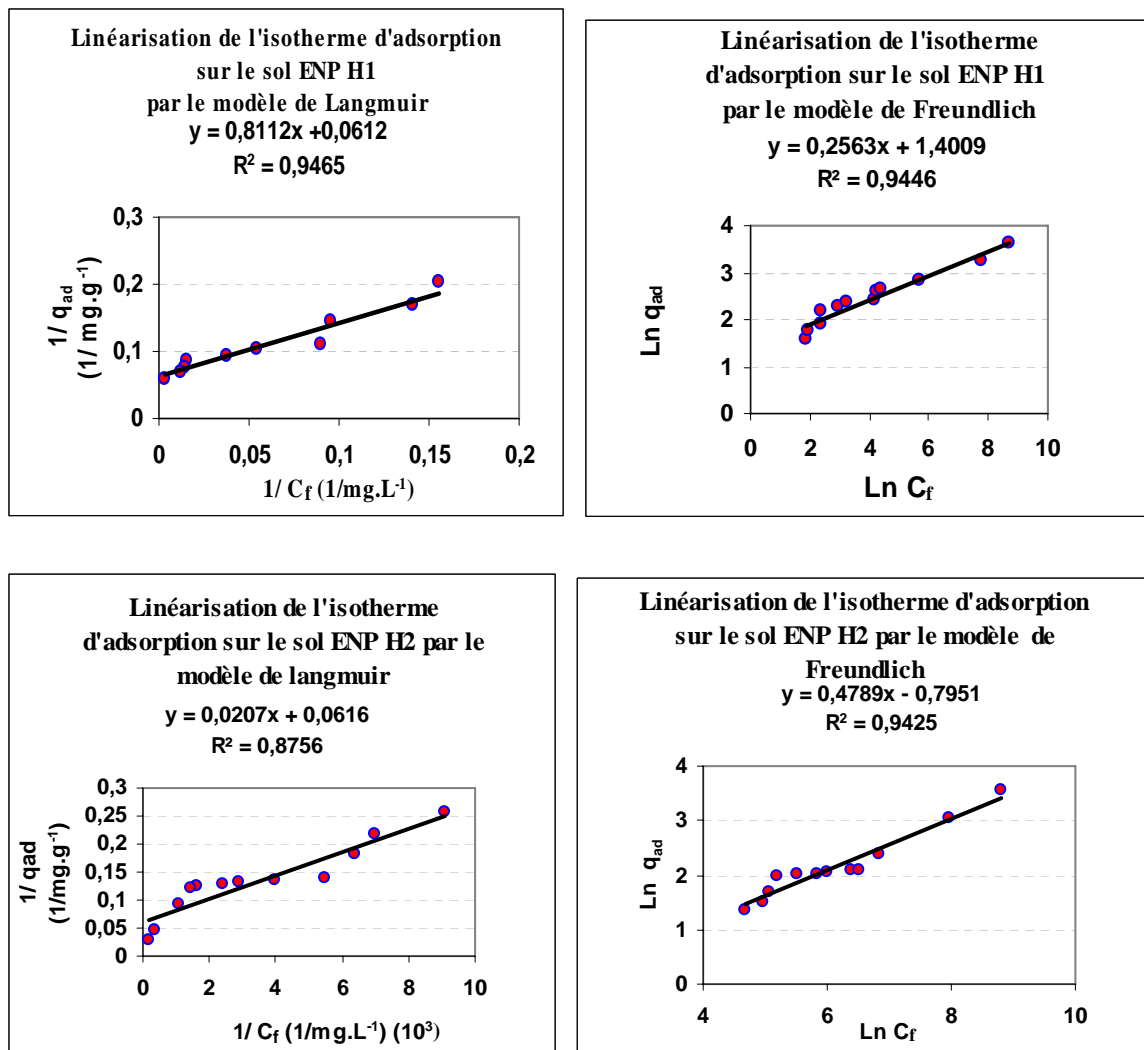 Linéarisation de l'isotherme d'adsorption
sur le sol ENP H1
par le modèle de Langmuir
y = 0,8112x +0,0612
R² = 0,9465
0,3
0,2
0,1
0
1/ q_ad
(1/ mg.g⁻¹)
0 0,05 0,1 0,15 0,2
1/ C_f (1/mg.L⁻¹)
Linéarisation de l'isotherme
d'adsorption sur le sol ENP H1
par le modèle de Freundlich
y = 0,2563x + 1,4009
R² = 0,9446
4
3
2
1
0
Ln q_ad
0 2 4 6 8 10
Ln C_f
Linéarisation de l'isotherme
d'adsorption sur le sol ENP H2 par le
modèle de langmuir
y = 0,0207x + 0,0616
R² = 0,8756
0,3
0,25
0,2
0,15
0,1
0,05
0
1/ qad
(1/mg.g⁻¹)
0 2 4 6 8 10
1/ C_f (1/mg.L⁻¹) (10³)
Linéarisation de l'isotherme d'adsorption
sur le sol ENP H2 par le modèle de
Freundlich
y = 0,4789x - 0,7951
R² = 0,9425
4
3
2
1
0
Ln q_ad
4 6 8 10
Ln C_f